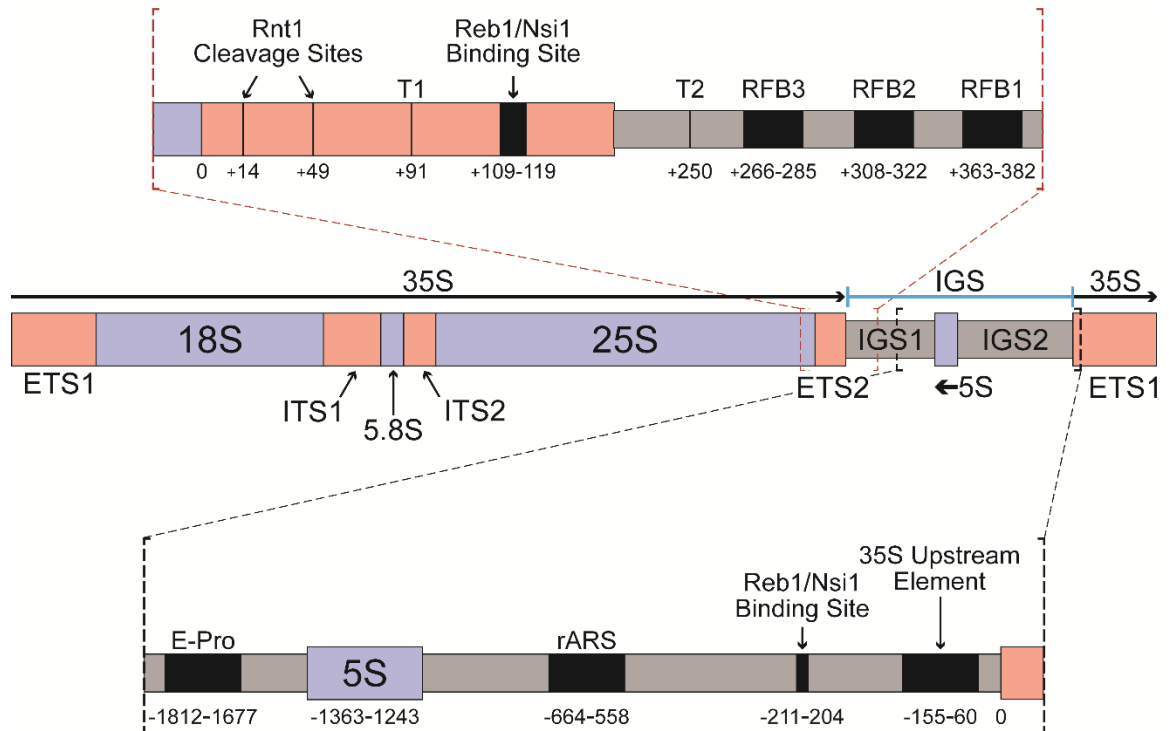 Rnt1
Cleavage Sites
Reb1/Nsi1
Binding Site
T1
T2
RFB3
RFB2
RFB1
0
+14
+49
+91
+109-119
+250
+266-285
+308-322
+363-382
35S
IGS
35S
18S
25S
IGS1
IGS2
ETS1
ITS1
5.8S
ITS2
ETS2
5S
ETS1
35S Upstream
Element
Reb1/Nsi1
Binding Site
E-Pro
rARS
5S
-1812-1677
-1363-1243
-664-558
-211-204
-155-60
0